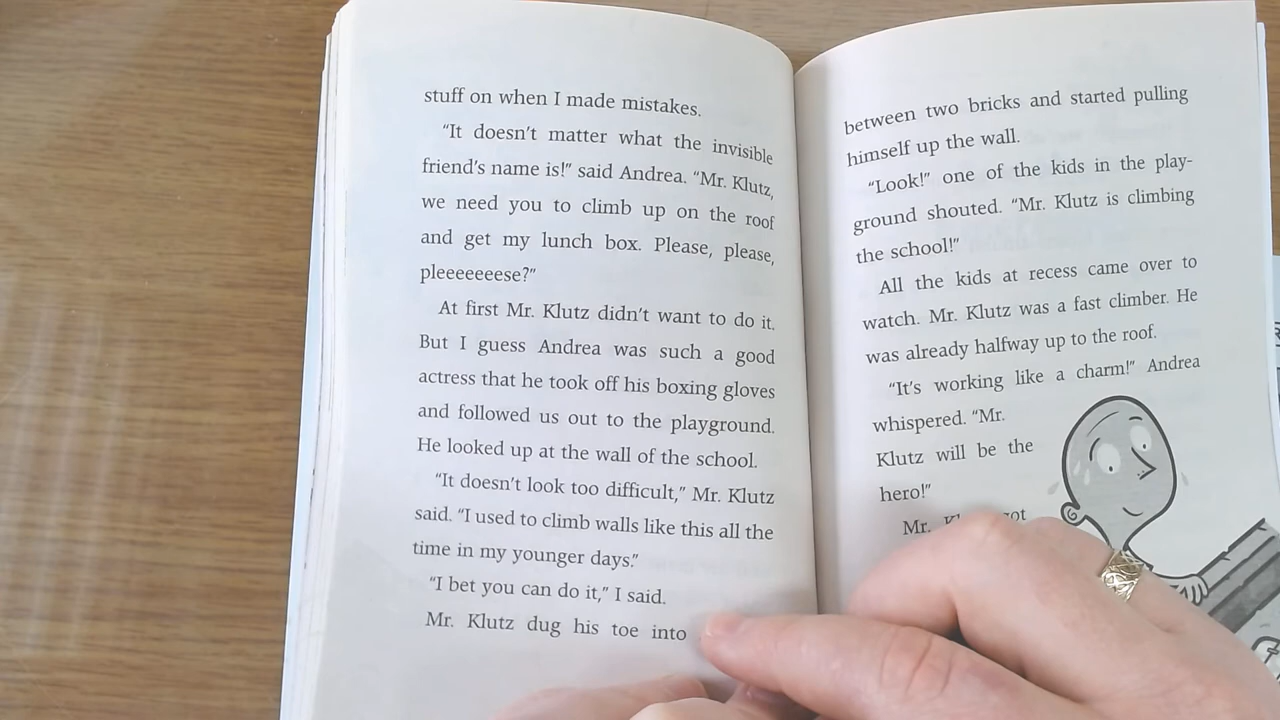 stuff on when I made mistakes.
“It doesn’t matter what the invisible
friend’s name is!” said Andrea. “Mr. Klutz,
we need you to climb up on the roof
and get my lunch box. Please, please,
pleeeeeeese?”
At first Mr. Klutz didn’t want to do it.
But I guess Andrea was such a good
actress that he took off his boxing gloves
and followed us out to the playground.
He looked up at the wall of the school.
“It doesn’t look too difficult,” Mr. Klutz
said. “I used to climb walls like this all the
time in my younger days.”
“I bet you can do it,” I said.
Mr. Klutz dug his toe into
between two bricks and started pulling
himself up the wall.
“Look!” one of the kids in the play-
ground shouted. “Mr. Klutz is climbing
the school!”
All the kids at recess came over to
watch. Mr. Klutz was a fast climber. He
was already halfway up to the roof.
“It’s working like a charm!” Andrea
whispered. “Mr.
Klutz will be the
hero!”
Mr.